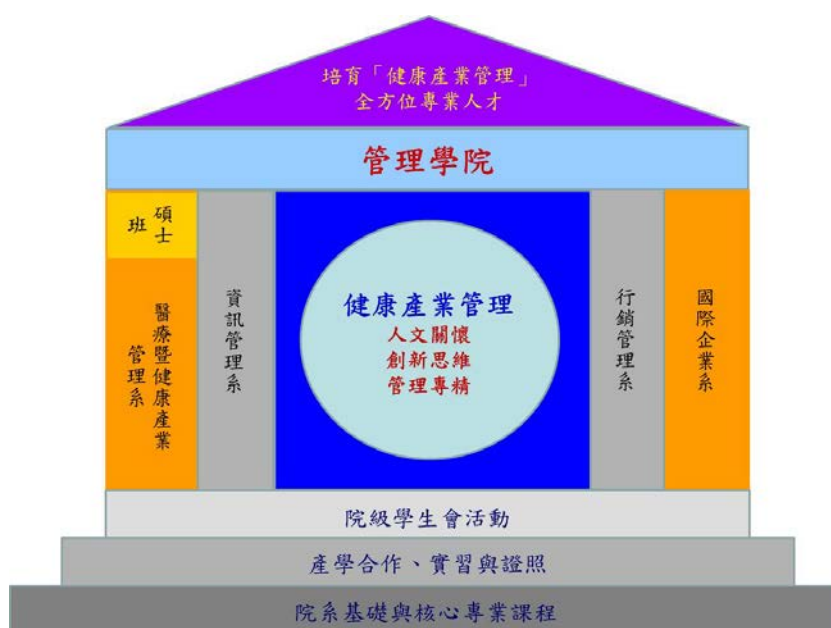 培育「健康產業管理」
全方位專業人才
管理學院
碩士
班
醫療暨健康產業
管理系
資訊管理系
健康產業管理
人文關懷
創新思維
管理專精
行銷管理系
國際企業系
院級學生會活動
產學合作、實習與證照
院系基礎與核心專業課程